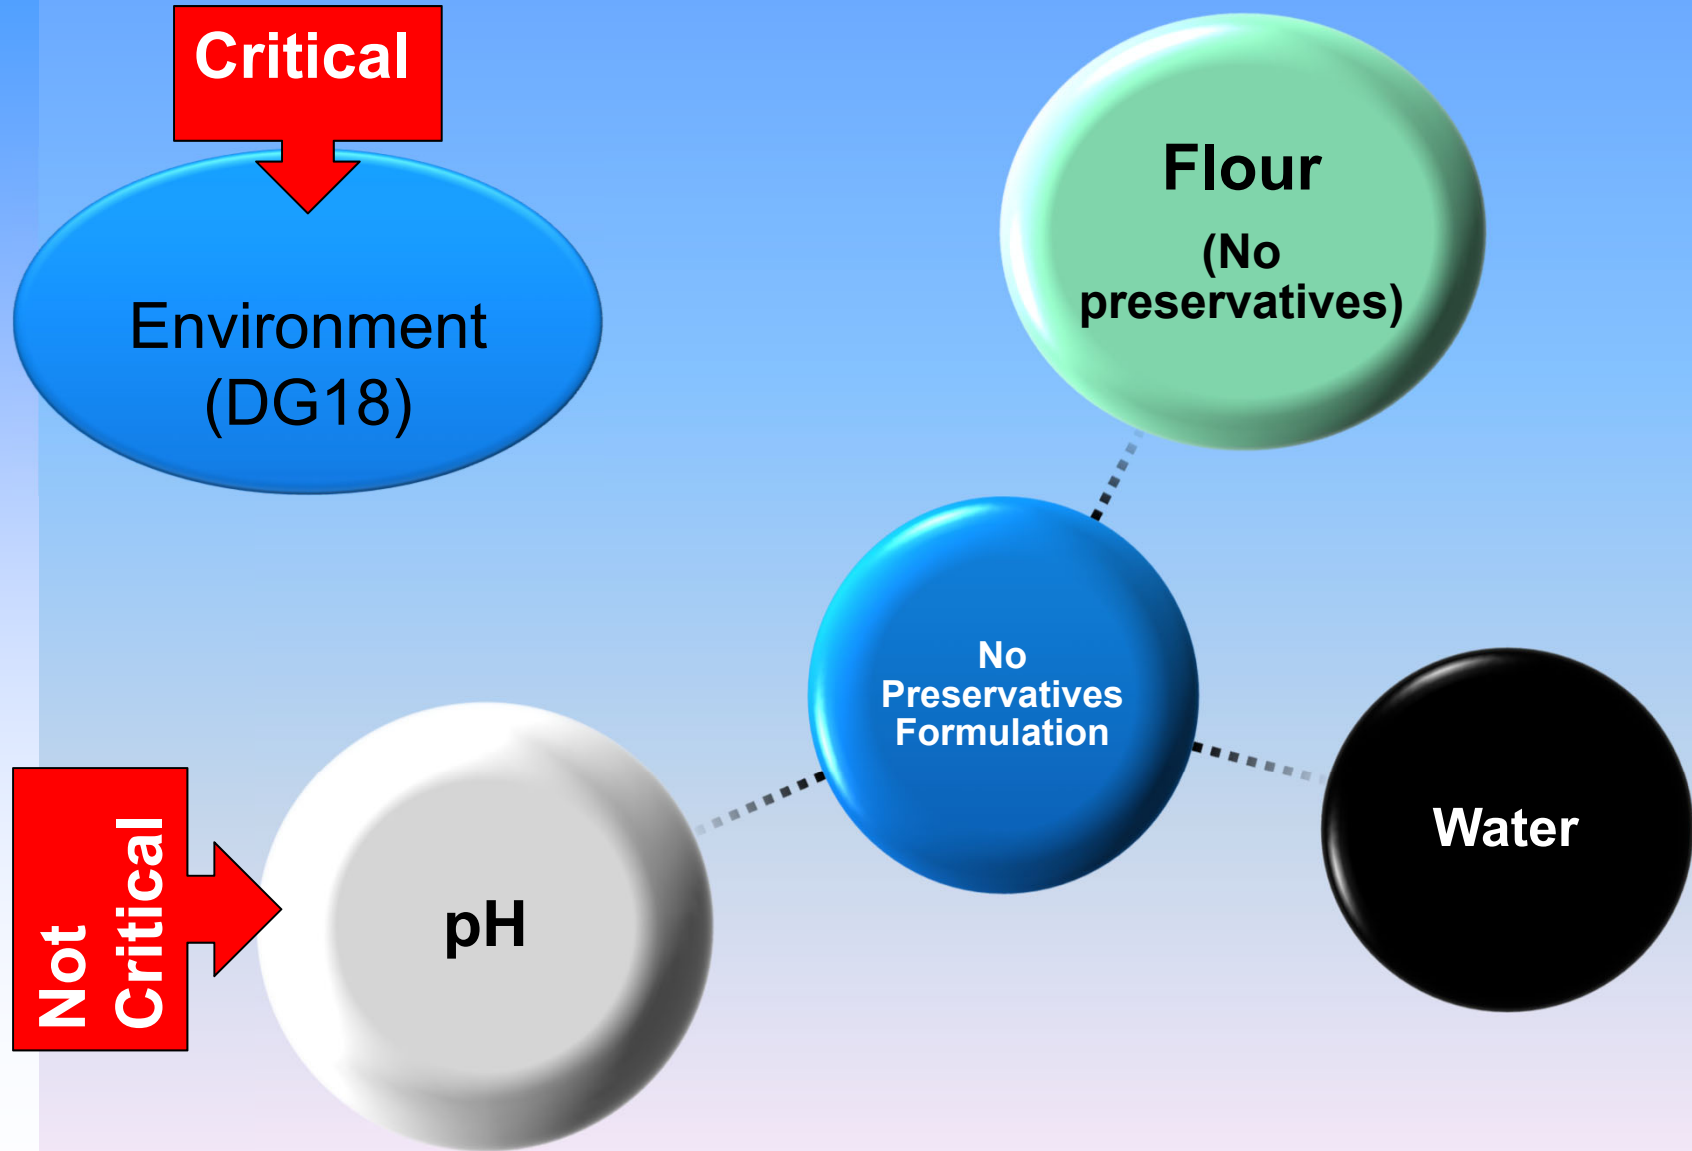 Critical
Environment
(DG18)
Flour
(No
preservatives)
No
Preservatives
Formulation
Water
pH
Not
Critical